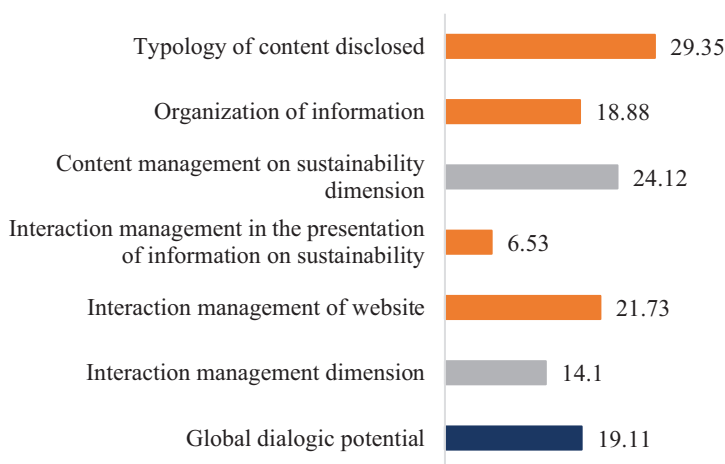 Typology of content disclosed
29.35
Organization of information
18.88
Content management on sustainability
dimension
24.12
Interaction management in the presentation
of information on sustainability
6.53
Interaction management of website
21.73
Interaction management dimension
14.1
Global dialogic potential
19.11